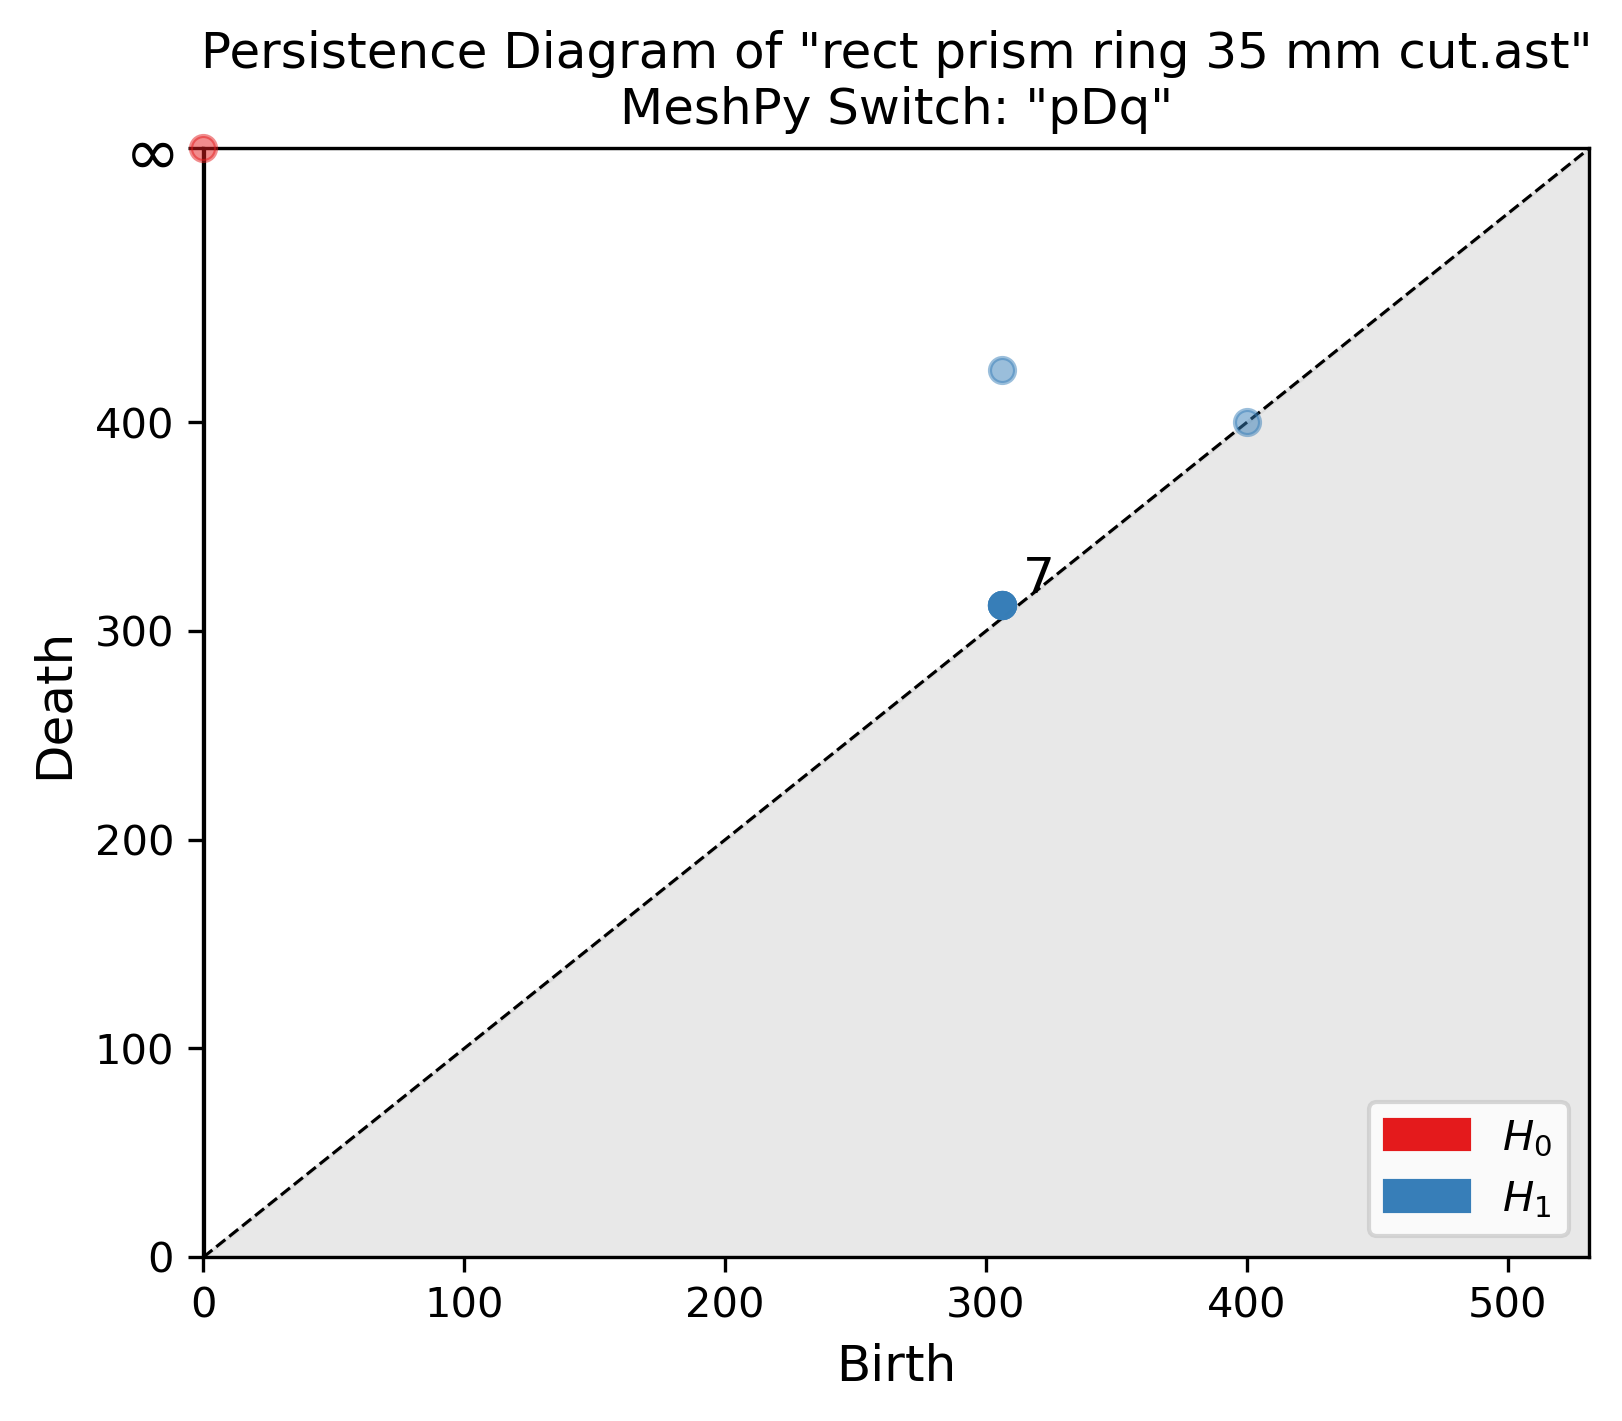 Persistence Diagram of "rect prism ring 35 mm cut.ast"
MeshPy Switch: "pDq"
∞
400
300
200
100
0
Death
7
0 100 200 300 400 500
Birth
H₀
H₁